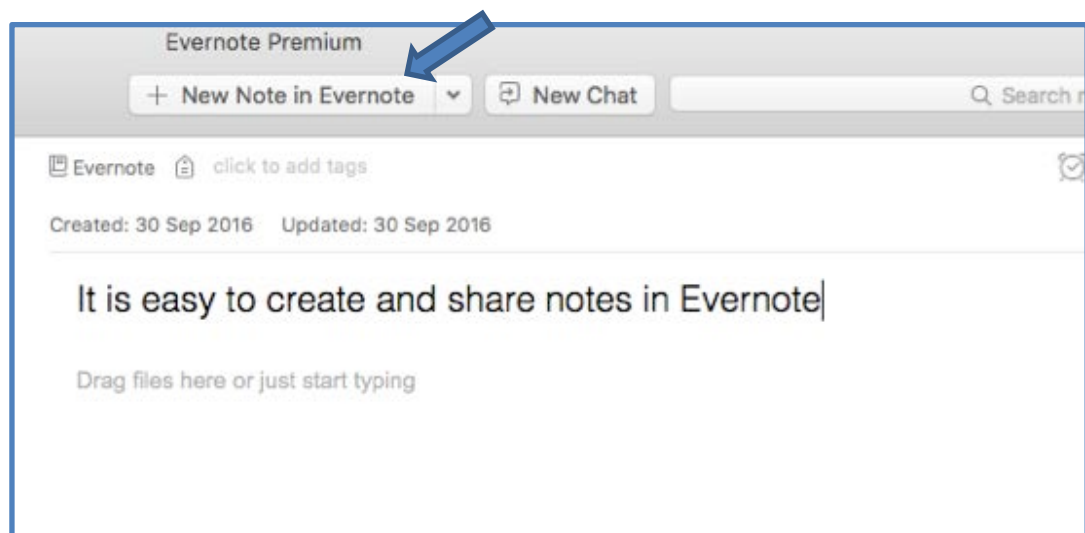 Evernote Premium
+ New Note in Evernote
New Chat
Search
Evernote click to add tags
Created: 30 Sep 2016 Updated: 30 Sep 2016
It is easy to create and share notes in Evernote
Drag files here or just start typing